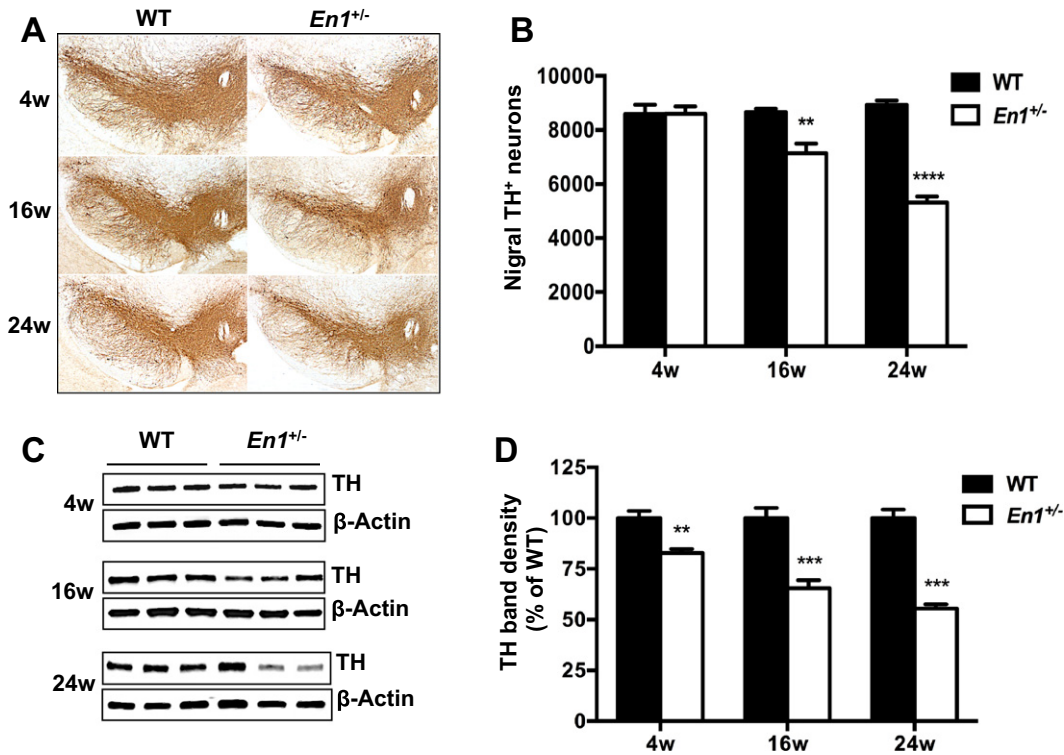 A
WT
En1+/-
4w
16w
24w
B
Nigral TH+ neurons
10000
8000
6000
4000
2000
0
**
****
4w
16w
24w
WT
En1+/-
C
WT
En1+/-
4w
TH
β-Actin
16w
TH
β-Actin
24w
TH
β-Actin
D
TH band density
(% of WT)
125
100
75
50
25
0
**
***
***
4w
16w
24w
WT
En1+/-